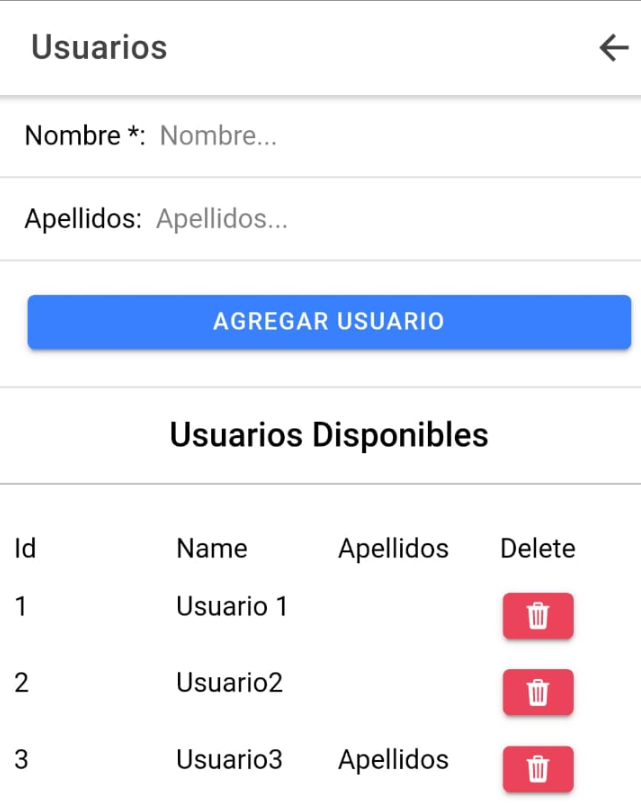 Usuarios
Nombre *: Nombre...
Apellidos: Apellidos...
AGREGAR USUARIO
Usuarios Disponibles
Id Name Apellidos Delete
1 Usuario 1
2 Usuario2
3 Usuario3 Apellidos